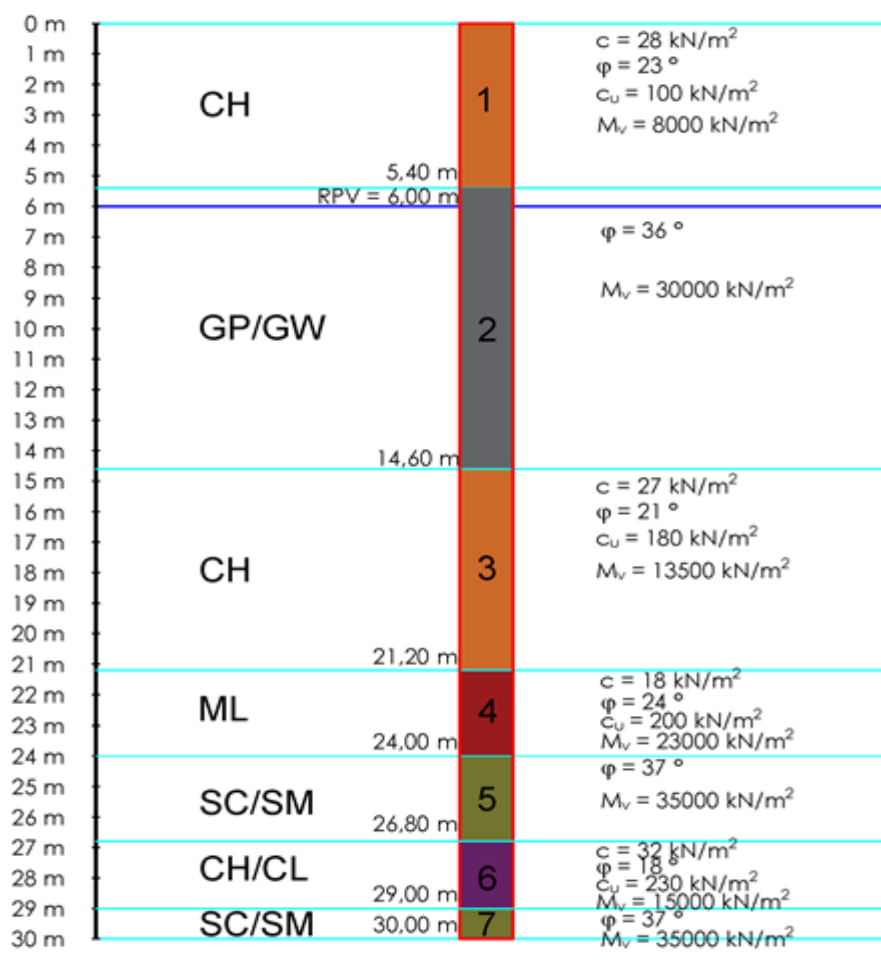 0 m
c = 28 kN/m²
1 m
φ = 23 °
2 m
CH
1
cᵤ = 100 kN/m²
3 m
Mᵥ = 8000 kN/m²
4 m
5 m
5,40 m
RPV = 6,00 m
6 m
7 m
φ = 36 °
8 m
9 m
Mᵥ = 30000 kN/m²
10 m
GP/GW
2
11 m
12 m
13 m
14 m
14,60 m
15 m
c = 27 kN/m²
16 m
φ = 21 °
17 m
cᵤ = 180 kN/m²
18 m
CH
3
Mᵥ = 13500 kN/m²
19 m
20 m
21 m
21,20 m
c = 18 kN/m²
22 m
φ = 24 °
ML
4
cᵤ = 200 kN/m²
23 m
24,00 m
Mᵥ = 23000 kN/m²
24 m
φ = 37 °
25 m
SC/SM
5
Mᵥ = 35000 kN/m²
26 m
26,80 m
27 m
c = 32 kN/m²
φ = 18 °
CH/CL
6
28 m
cᵤ = 230 kN/m²
29,00 m
Mᵥ = 15000 kN/m²
29 m
SC/SM
30,00 m
7
φ = 37 °
30 m
Mᵥ = 35000 kN/m²